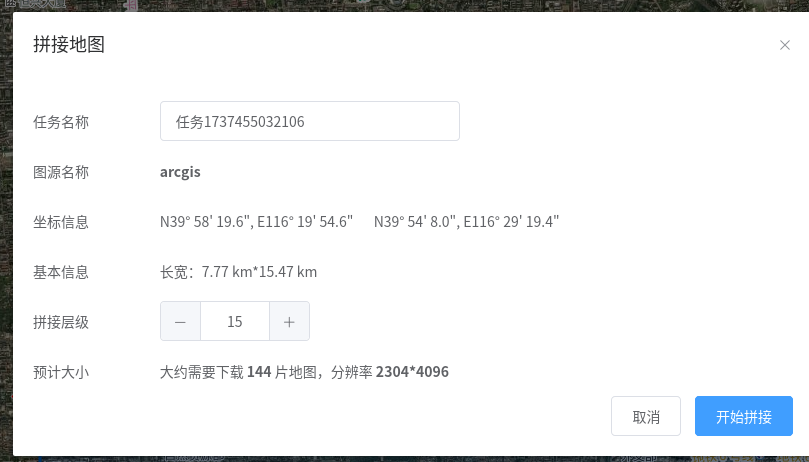 拼接地图
任务名称 任务1737455032106
图源名称 arcgis
坐标信息 N39° 58' 19.6", E116° 19' 54.6" N39° 54' 8.0", E116° 29' 19.4"
基本信息 长宽：7.77 km*15.47 km
拼接层级 15
预计大小 大约需要下载 144 片地图，分辨率 2304*4096
取消 开始拼接